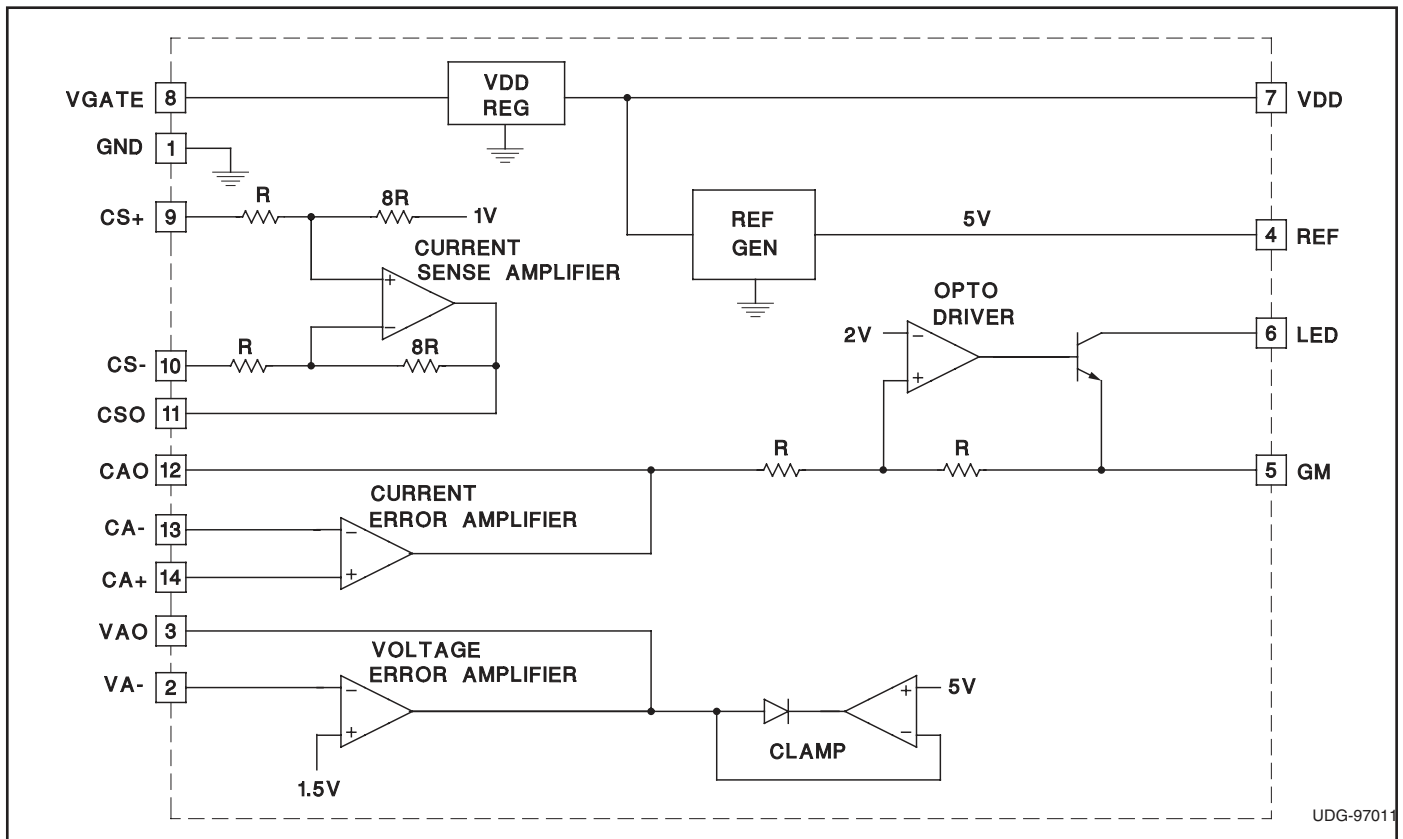 VGATE 8
VDD
REG
7 VDD
GND 1
CS+ 9
R
8R
1V
CURRENT
SENSE AMPLIFIER
REF
GEN
5V
4 REF
OPTO
DRIVER
2V
6 LED
+
−
−
+
CS- 10
R
8R
CSO 11
CAO 12
R
R
5 GM
CURRENT
ERROR AMPLIFIER
CA- 13
−
CA+ 14
+
VAO 3
VOLTAGE
ERROR AMPLIFIER
VA- 2
−
+
1.5V
+
5V
−
CLAMP
UDG-97011